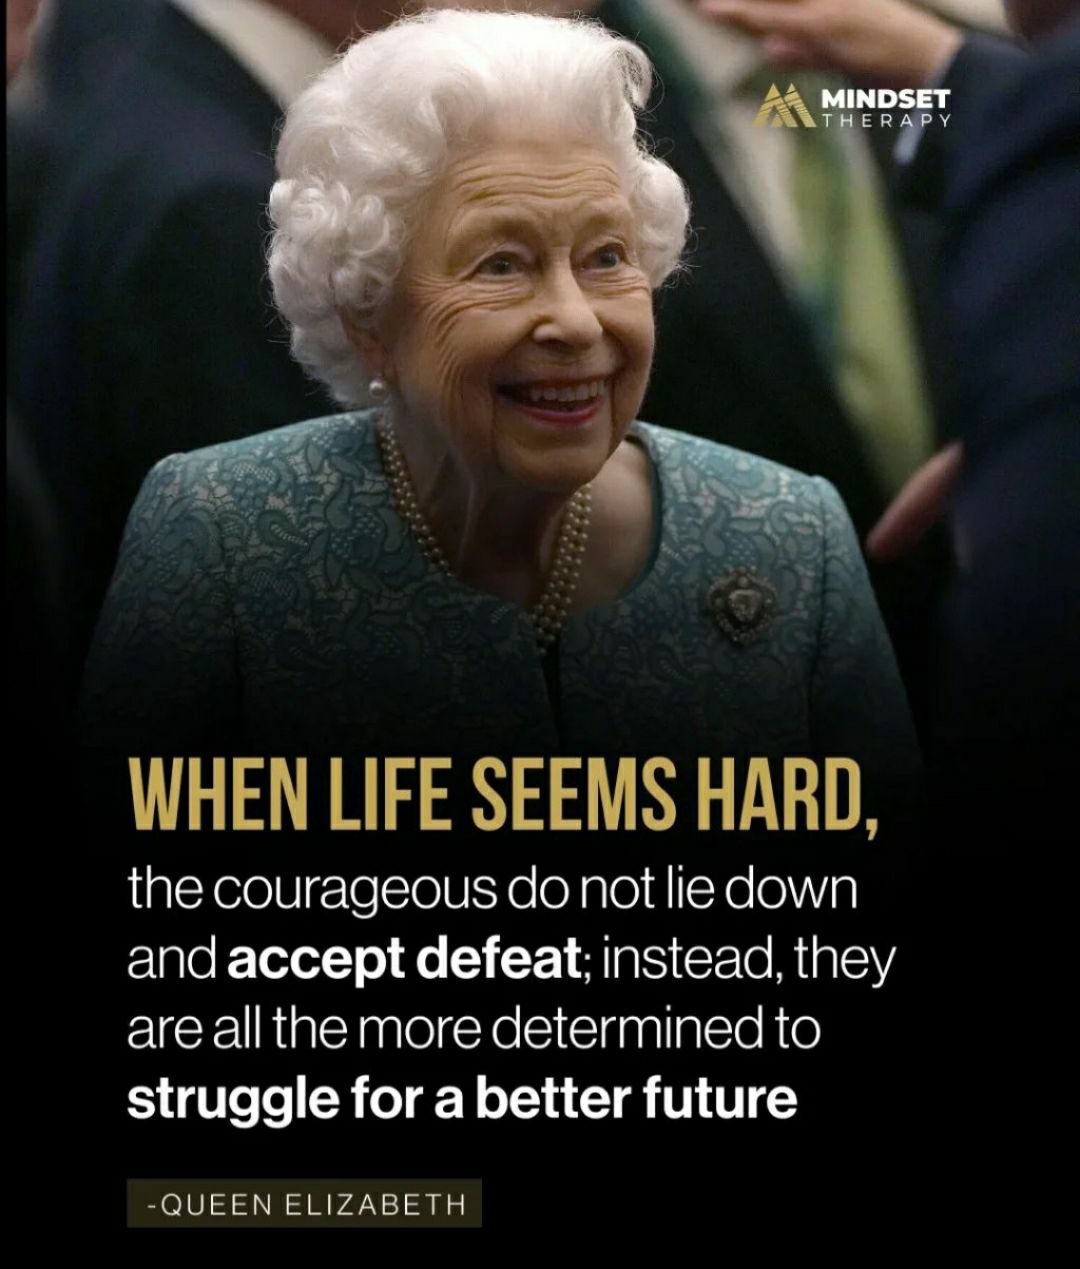 MINDSET
THERAPY
WHEN LIFE SEEMS HARD,
the courageous do not lie down
and accept defeat; instead, they
are all the more determined to
struggle for a better future
-QUEEN ELIZABETH